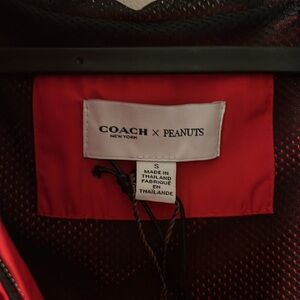 COACH × PEANUTS
NEW YORK
S
MADE IN
THAILAND
FABRIQUÉ
EN
THAÏLANDE